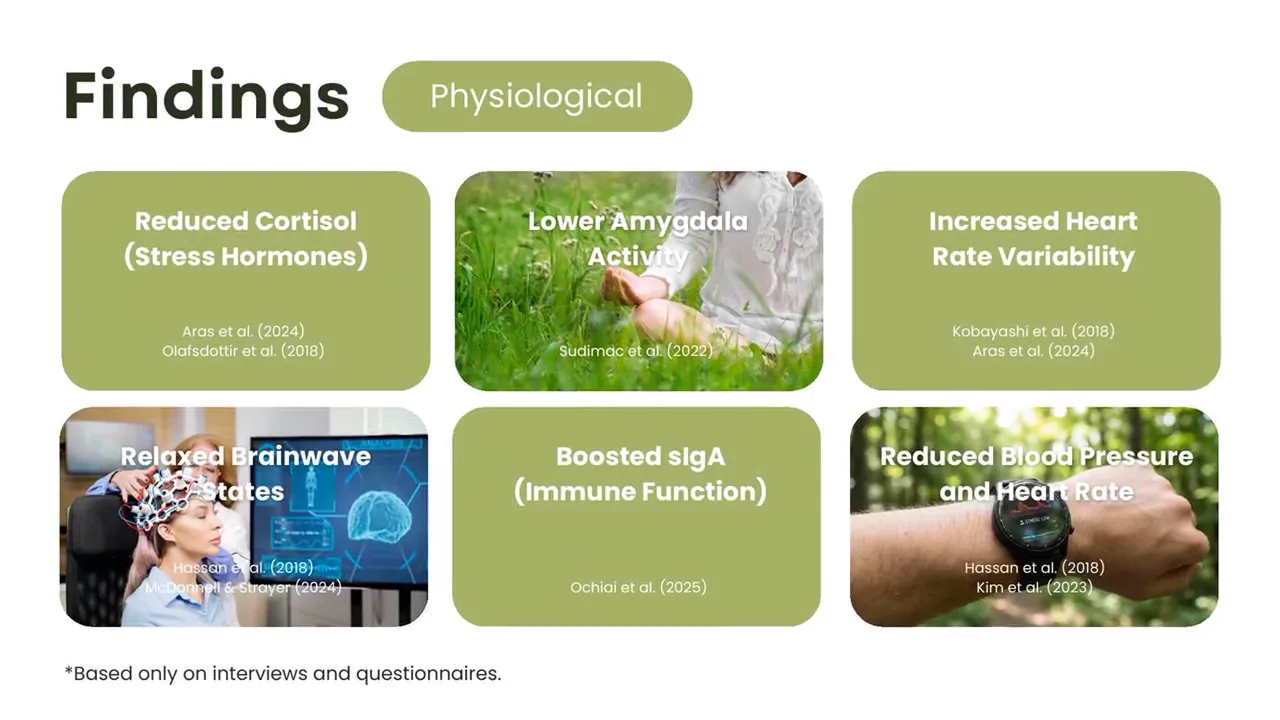 Findings
Physiological
Reduced Cortisol
(Stress Hormones)
Aras et al. (2024)
Olafsdottir et al. (2018)
Lower Amygdala
Activity
Sudimac et al. (2022)
Increased Heart
Rate Variability
Kobayashi et al. (2018)
Aras et al. (2024)
Relaxed Brainwave
States
Hassan et al. (2018)
McDonnell & Strayer (2024)
ANALYSIS
Boosted sIgA
(Immune Function)
Ochiai et al. (2025)
Reduced Blood Pressure
and Heart Rate
STRESS LOW
Hassan et al. (2018)
Kim et al. (2023)
*Based only on interviews and questionnaires.